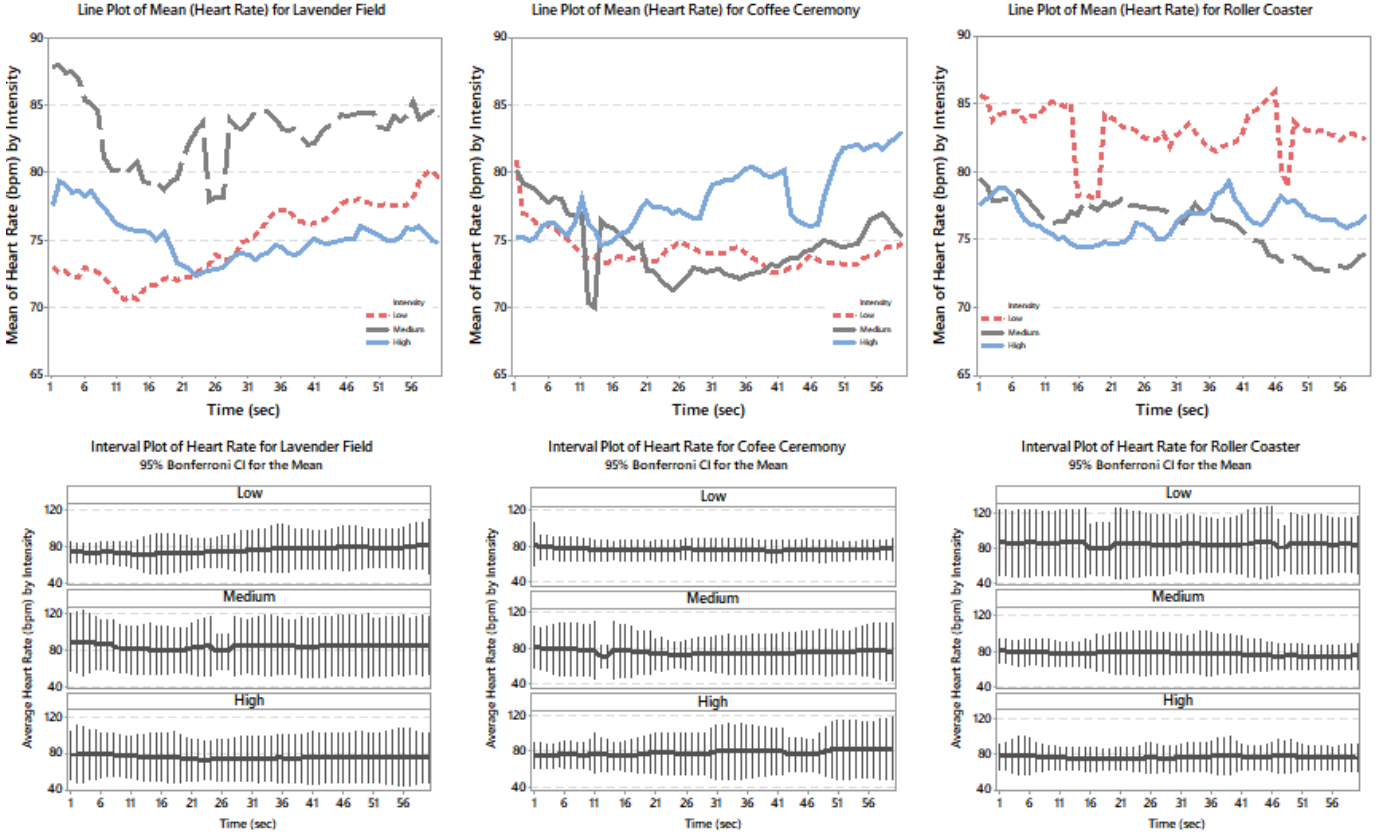 Line Plot of Mean (Heart Rate) for Lavender Field
Mean of Heart Rate (bpm) by Intensity
90
85
80
75
70
65
Intensity
Low
Medium
High
1 6 11 16 21 26 31 36 41 46 51 56
Time (sec)
Line Plot of Mean (Heart Rate) for Coffee Ceremony
Mean of Heart Rate (bpm) by Intensity
90
85
80
75
70
65
Intensity
Low
Medium
High
1 6 11 16 21 26 31 36 41 46 51 56
Time (sec)
Line Plot of Mean (Heart Rate) for Roller Coaster
Mean of Heart Rate (bpm) by Intensity
90
85
80
75
70
65
Intensity
Low
Medium
High
1 6 11 16 21 26 31 36 41 46 51 56
Time (sec)
Interval Plot of Heart Rate for Lavender Field
95% Bonferroni CI for the Mean
Average Heart Rate (bpm) by Intensity
Low
120
80
40
Medium
120
80
40
High
120
80
40
1 6 11 16 21 26 31 36 41 46 51 56
Time (sec)
Interval Plot of Heart Rate for Cofee Ceremony
95% Bonferroni CI for the Mean
Average Heart Rate (bpm) by Intensity
Low
120
80
40
Medium
120
80
40
High
120
80
40
1 6 11 16 21 26 31 36 41 46 51 56
Time (sec)
Interval Plot of Heart Rate for Roller Coaster
95% Bonferroni CI for the Mean
Average Heart Rate (bpm) by Intensity
Low
120
80
40
Medium
120
80
40
High
120
80
40
1 6 11 16 21 26 31 36 41 46 51 56
Time (sec)